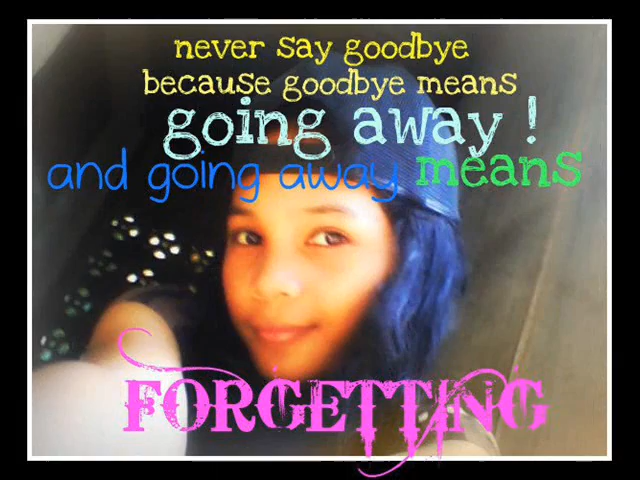 never say goodbye
because goodbye means
going away !
and going away means
FORGETTING